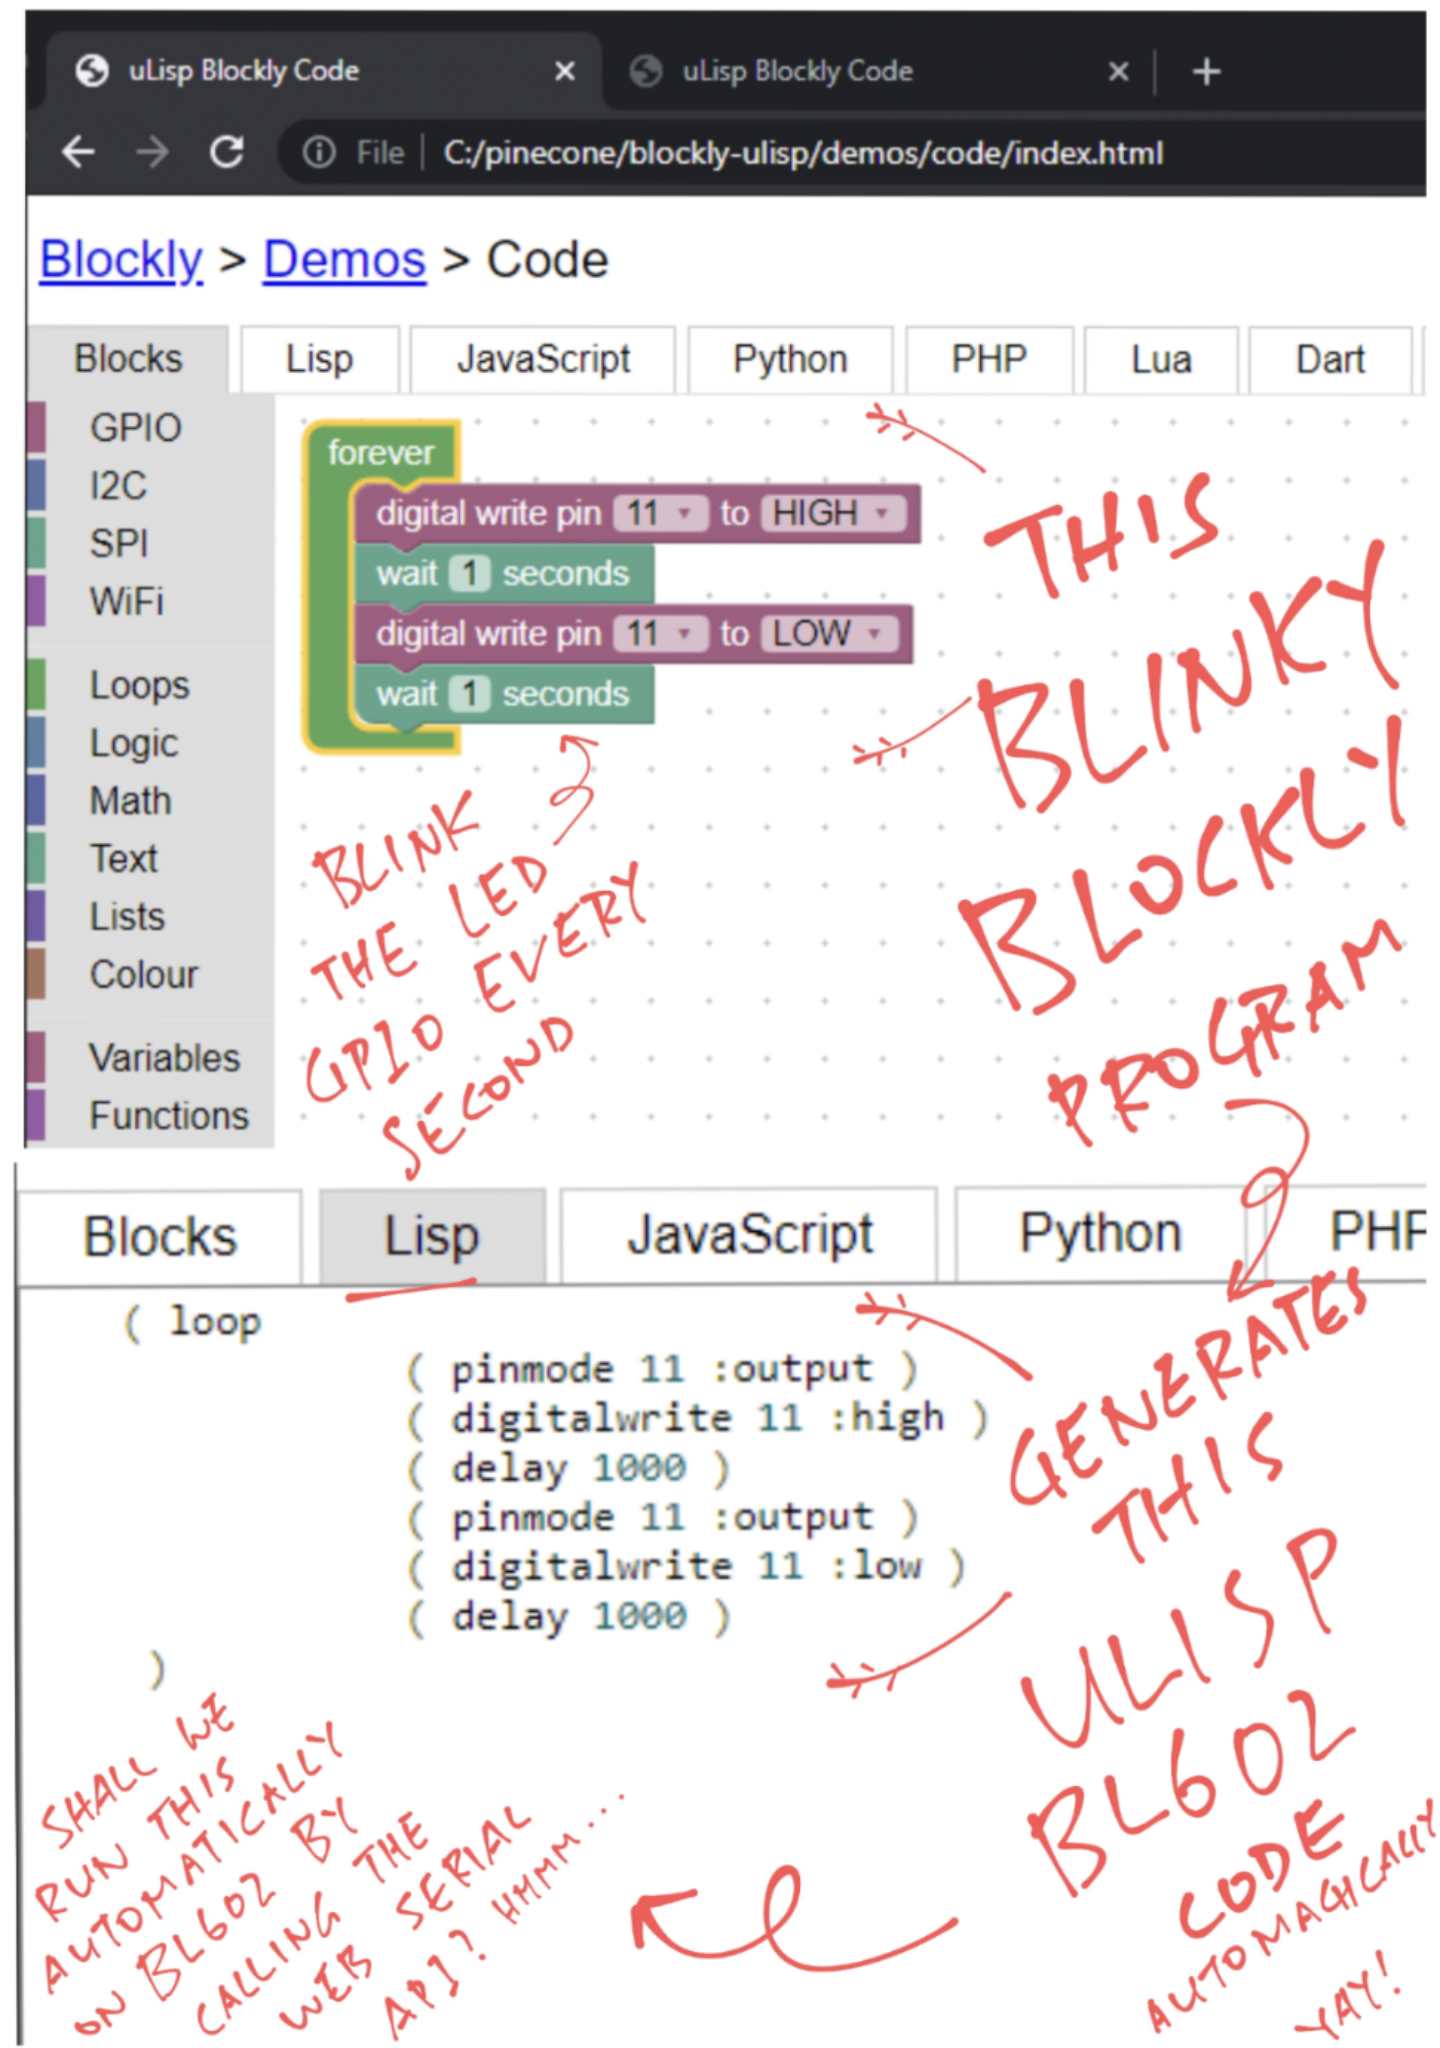 uLisp Blockly Code
uLisp Blockly Code
File C:/pinecone/blockly-ulisp/demos/code/index.html
Blockly > Demos > Code
Blocks Lisp JavaScript Python PHP Lua Dart
GPIO
I2C
SPI
WiFi
Loops
Logic
Math
Text
Lists
Colour
Variables
Functions
forever
digital write pin 11 to HIGH
wait 1 seconds
digital write pin 11 to LOW
wait 1 seconds
BLINK
THE LED
GPIO EVERY
SECOND
THIS
BLINKY
BLOCKLY
PROGRAM
Blocks Lisp JavaScript Python PHP
( loop
( pinmode 11 :output )
( digitalwrite 11 :high )
( delay 1000 )
( pinmode 11 :output )
( digitalwrite 11 :low )
( delay 1000 )
)
GENERATES
THIS
ULISP
BL602
CODE
AUTOMAGICALLY
YAY!
SHALL WE
RUN THIS
AUTOMATICALLY
ON BL602 BY
CALLING THE
WEB SERIAL
API? HMMM...